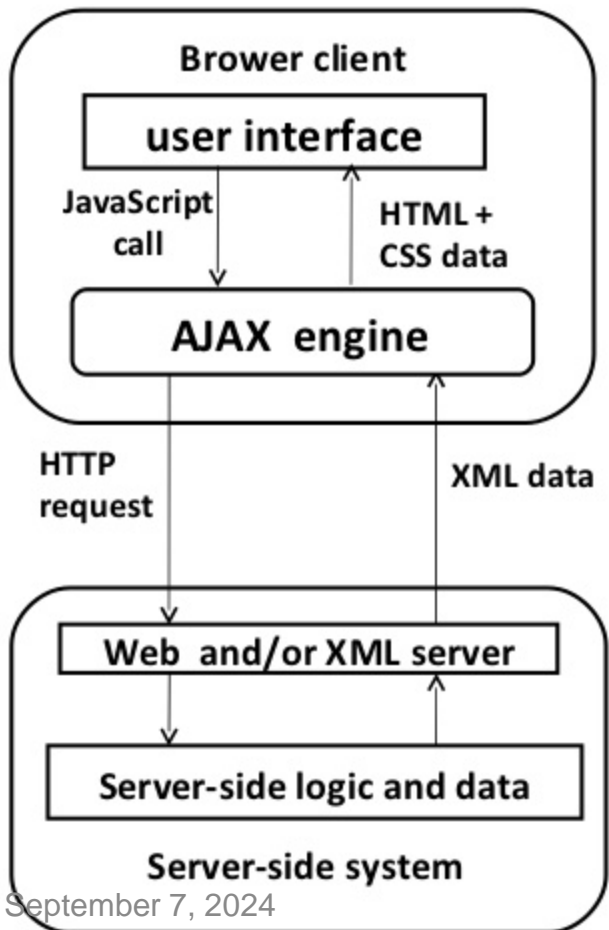 Brower client
user interface
JavaScript
call
HTML +
CSS data
AJAX engine
HTTP
request
XML data
Web and/or XML server
Server-side logic and data
Server-side system
September 7, 2024